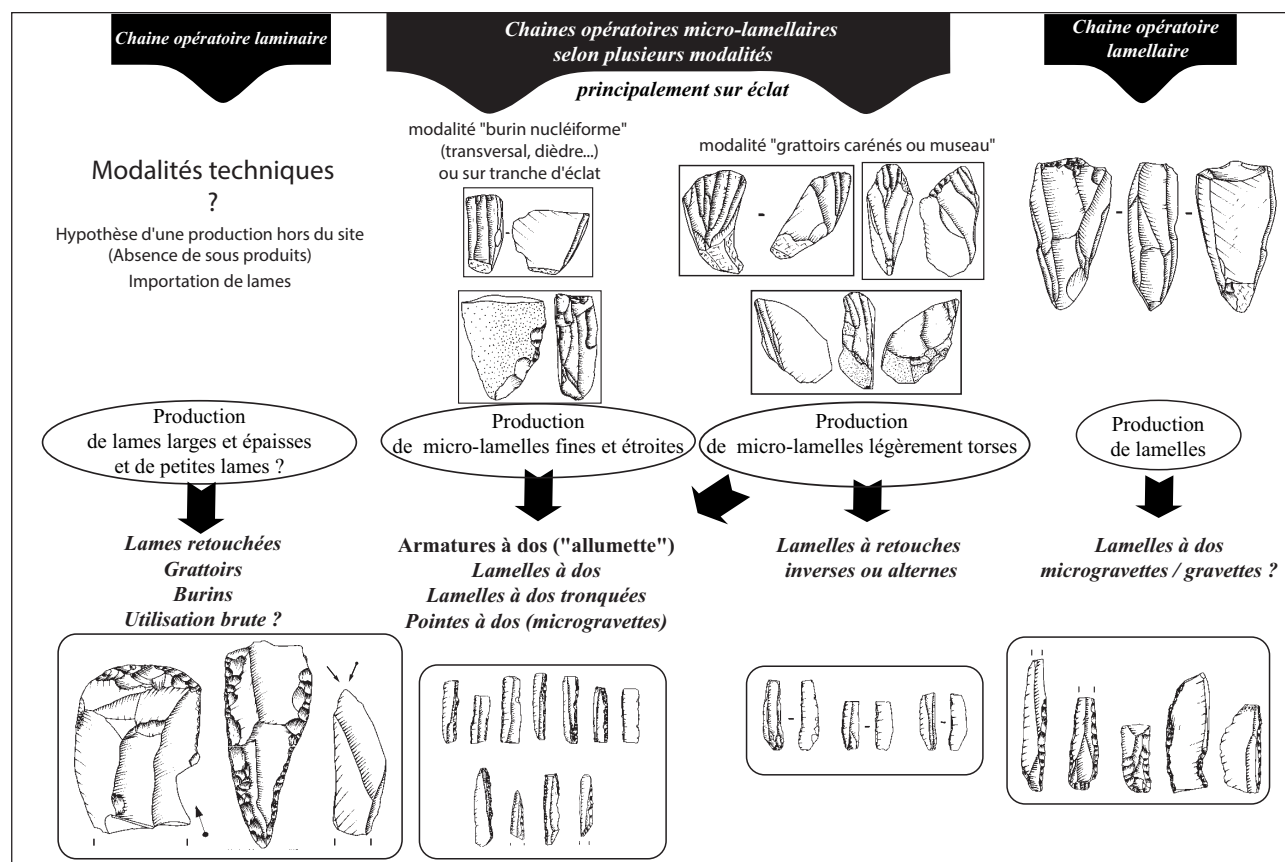 Chaine opératoire laminaire
Chaines opératoires micro-lamellaires
selon plusieurs modalités
principalement sur éclat
Chaine opératoire
lamellaire
Modalités techniques
?
Hypothèse d'une production hors du site
(Absence de sous produits)
Importation de lames
modalité "burin nucléiforme"
(transversal, dièdre...)
ou sur tranche d'éclat
modalité "grattoirs carénés ou museau"
Production
de lames larges et épaisses
et de petites lames ?
Production
de micro-lamelles fines et étroites
Production
de micro-lamelles légèrement torses
Production
de lamelles
Lames retouchées
Grattoirs
Burins
Utilisation brute ?
Armatures à dos ("allumette")
Lamelles à dos
Lamelles à dos tronquées
Pointes à dos (microgravettes)
Lamelles à retouches
inverses ou alternes
Lamelles à dos
microgravettes / gravettes ?